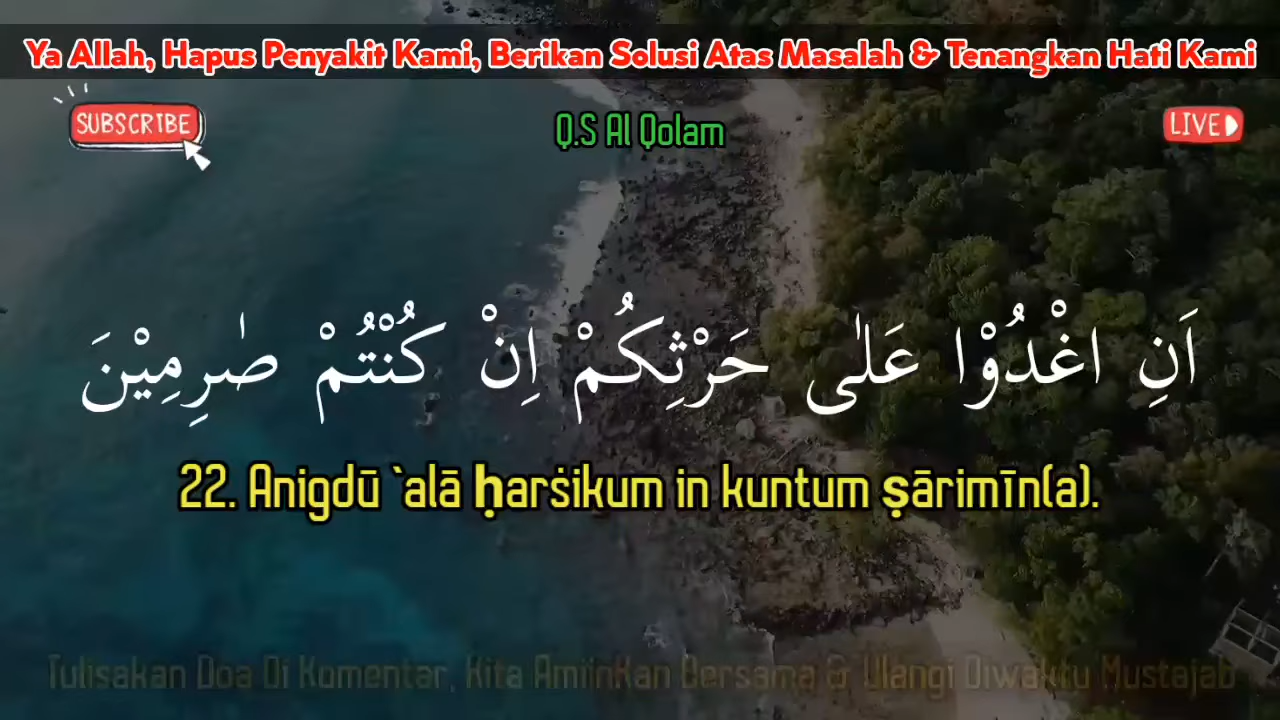 Ya Allah, Hapus Penyakit Kami, Berikan Solusi Atas Masalah & Tenangkan Hati Kami
SUBSCRIBE
Q.S Al Qolam
LIVE
اَنِ اغْدُوْا عَلٰى حَرْثِكُمْ اِنْ كُنْتُمْ صٰرِمِيْنَ
22. Anigdū `alā ḥarṡikum in kuntum ṣārimīn(a).
Tulisakan Doa Di Komentar, Kita Amiinkan Bersama & Ulangi Diwaktu Mustajab